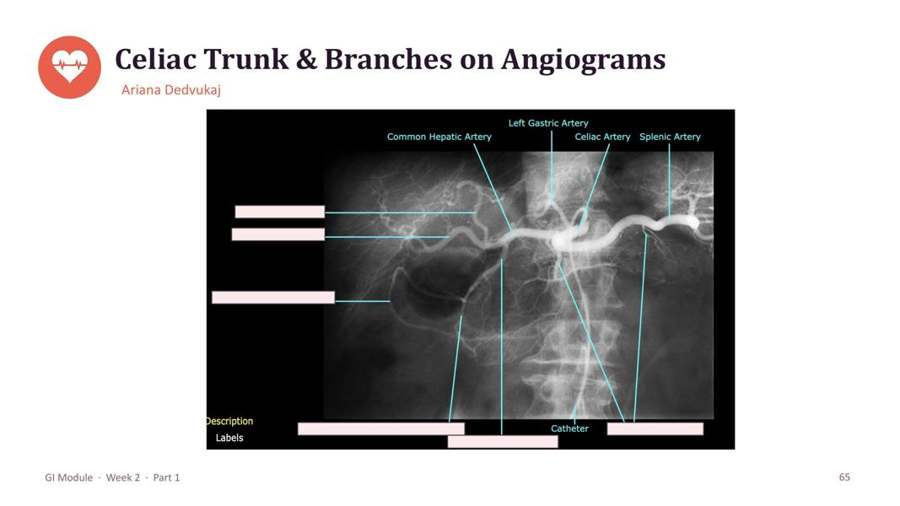 Celiac Trunk & Branches on Angiograms
Ariana Dedvukaj
Left Gastric Artery
Common Hepatic Artery
Celiac Artery
Splenic Artery
Description
Labels
Catheter
GI Module · Week 2 · Part 1
65